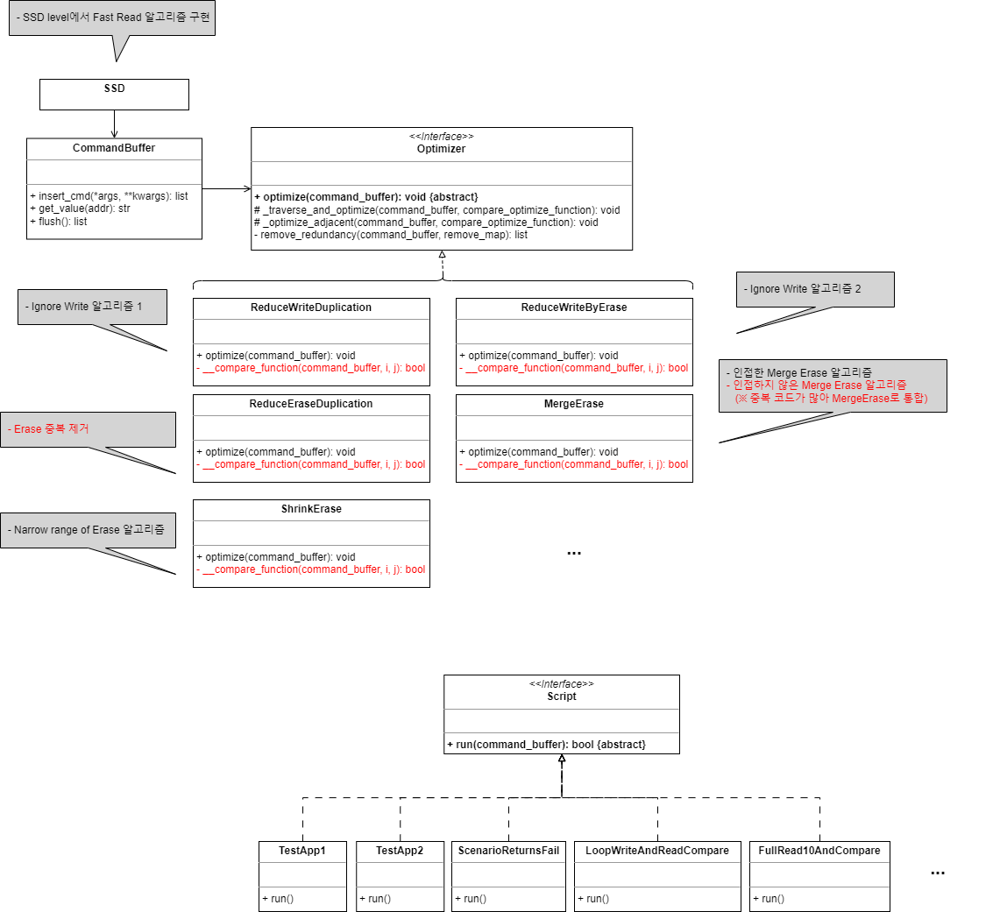 - SSD level에서 Fast Read 알고리즘 구현
SSD
CommandBuffer
+ insert_cmd(*args, **kwargs): list
+ get_value(addr): str
+ flush(): list
<<Interface>>
Optimizer
+ optimize(command_buffer): void {abstract}
# _traverse_and_optimize(command_buffer, compare_optimize_function): void
# _optimize_adjacent(command_buffer, compare_optimize_function): void
- remove_redundancy(command_buffer, remove_map): list
- Ignore Write 알고리즘 1
ReduceWriteDuplication
+ optimize(command_buffer): void
- __compare_function(command_buffer, i, j): bool
ReduceWriteByErase
+ optimize(command_buffer): void
- __compare_function(command_buffer, i, j): bool
- Ignore Write 알고리즘 2
- Erase 중복 제거
ReduceEraseDuplication
+ optimize(command_buffer): void
- __compare_function(command_buffer, i, j): bool
MergeErase
+ optimize(command_buffer): void
- __compare_function(command_buffer, i, j): bool
- 인접한 Merge Erase 알고리즘
- 인접하지 않은 Merge Erase 알고리즘
(※ 중복 코드가 많아 MergeErase로 통합)
- Narrow range of Erase 알고리즘
ShrinkErase
+ optimize(command_buffer): void
- __compare_function(command_buffer, i, j): bool
...
<<Interface>>
Script
+ run(command_buffer): bool {abstract}
TestApp1
+ run()
TestApp2
+ run()
ScenarioReturnsFail
+ run()
LoopWriteAndReadCompare
+ run()
FullRead10AndCompare
+ run()
...